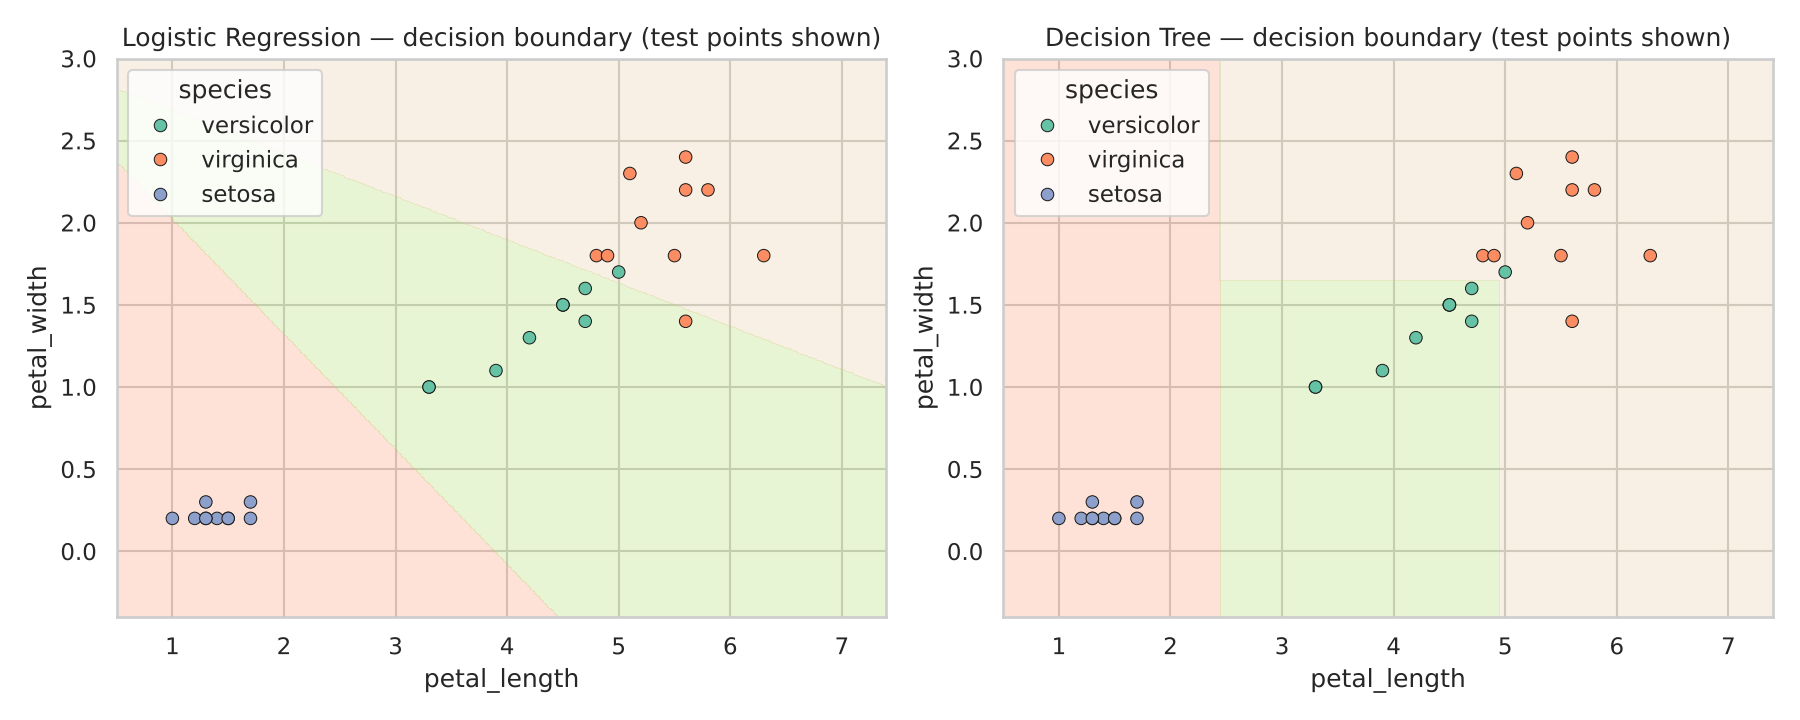 Logistic Regression — decision boundary (test points shown)
3.0
2.5
2.0
1.5
1.0
0.5
0.0
petal_width
species
versicolor
virginica
setosa
1 2 3 4 5 6 7
petal_length
Decision Tree — decision boundary (test points shown)
3.0
2.5
2.0
1.5
1.0
0.5
0.0
petal_width
species
versicolor
virginica
setosa
1 2 3 4 5 6 7
petal_length